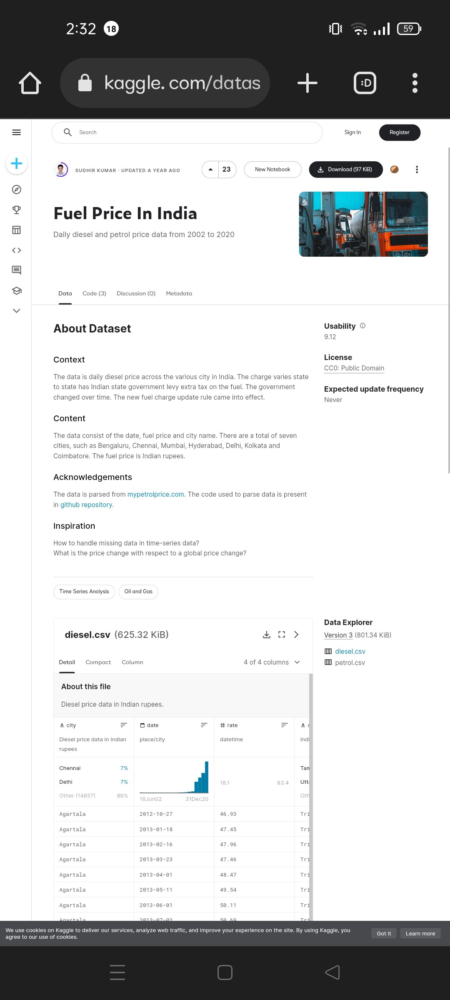 2:32 18 59
kaggle.com/datas :D
Search Sign In Register
SUDHIR KUMAR · UPDATED A YEAR AGO 23 New Notebook Download (97 KiB)
Fuel Price In India
Daily diesel and petrol price data from 2002 to 2020
Data Code (3) Discussion (0) Metadata
About Dataset
Context
The data is daily diesel price across the various city in India. The charge varies state
to state has Indian state government levy extra tax on the fuel. The government
changed over time. The new fuel charge update rule came into effect.
Content
The data consist of the date, fuel price and city name. There are a total of seven
cities, such as Bengaluru, Chennai, Mumbai, Hyderabad, Delhi, Kolkata and
Coimbatore. The fuel price is Indian rupees.
Acknowledgements
The data is parsed from mypetrolprice.com. The code used to parse data is present
in github repository.
Inspiration
How to handle missing data in time-series data?
What is the price change with respect to a global price change?
Time Series Analysis Oil and Gas
Usability
9.12
License
CC0: Public Domain
Expected update frequency
Never
diesel.csv (625.32 KiB)
Detail Compact Column 4 of 4 columns
About this file
Diesel price data in Indian rupees.
city date rate s
Diesel price data in Indian place/city datetime Indi
rupees
Chennai 7% Tam
Delhi 7% 18.1 83.4 Utta
Other (14857) 86% 16Jun02 31Dec20 Oth
Agartala 2012-10-27 46.93 Tri
Agartala 2013-01-18 47.45 Tri
Agartala 2013-02-16 47.96 Tri
Agartala 2013-03-23 47.46 Tri
Agartala 2013-04-01 48.47 Tri
Agartala 2013-05-11 49.54 Tri
Agartala 2013-06-01 50.11 Tri
Agartala 2013-07-02 50.69 Tri
Data Explorer
Version 3 (801.34 KiB)
diesel.csv
petrol.csv
We use cookies on Kaggle to deliver our services, analyze web traffic, and improve your experience on the site. By using Kaggle, you
agree to our use of cookies.
Got it Learn more